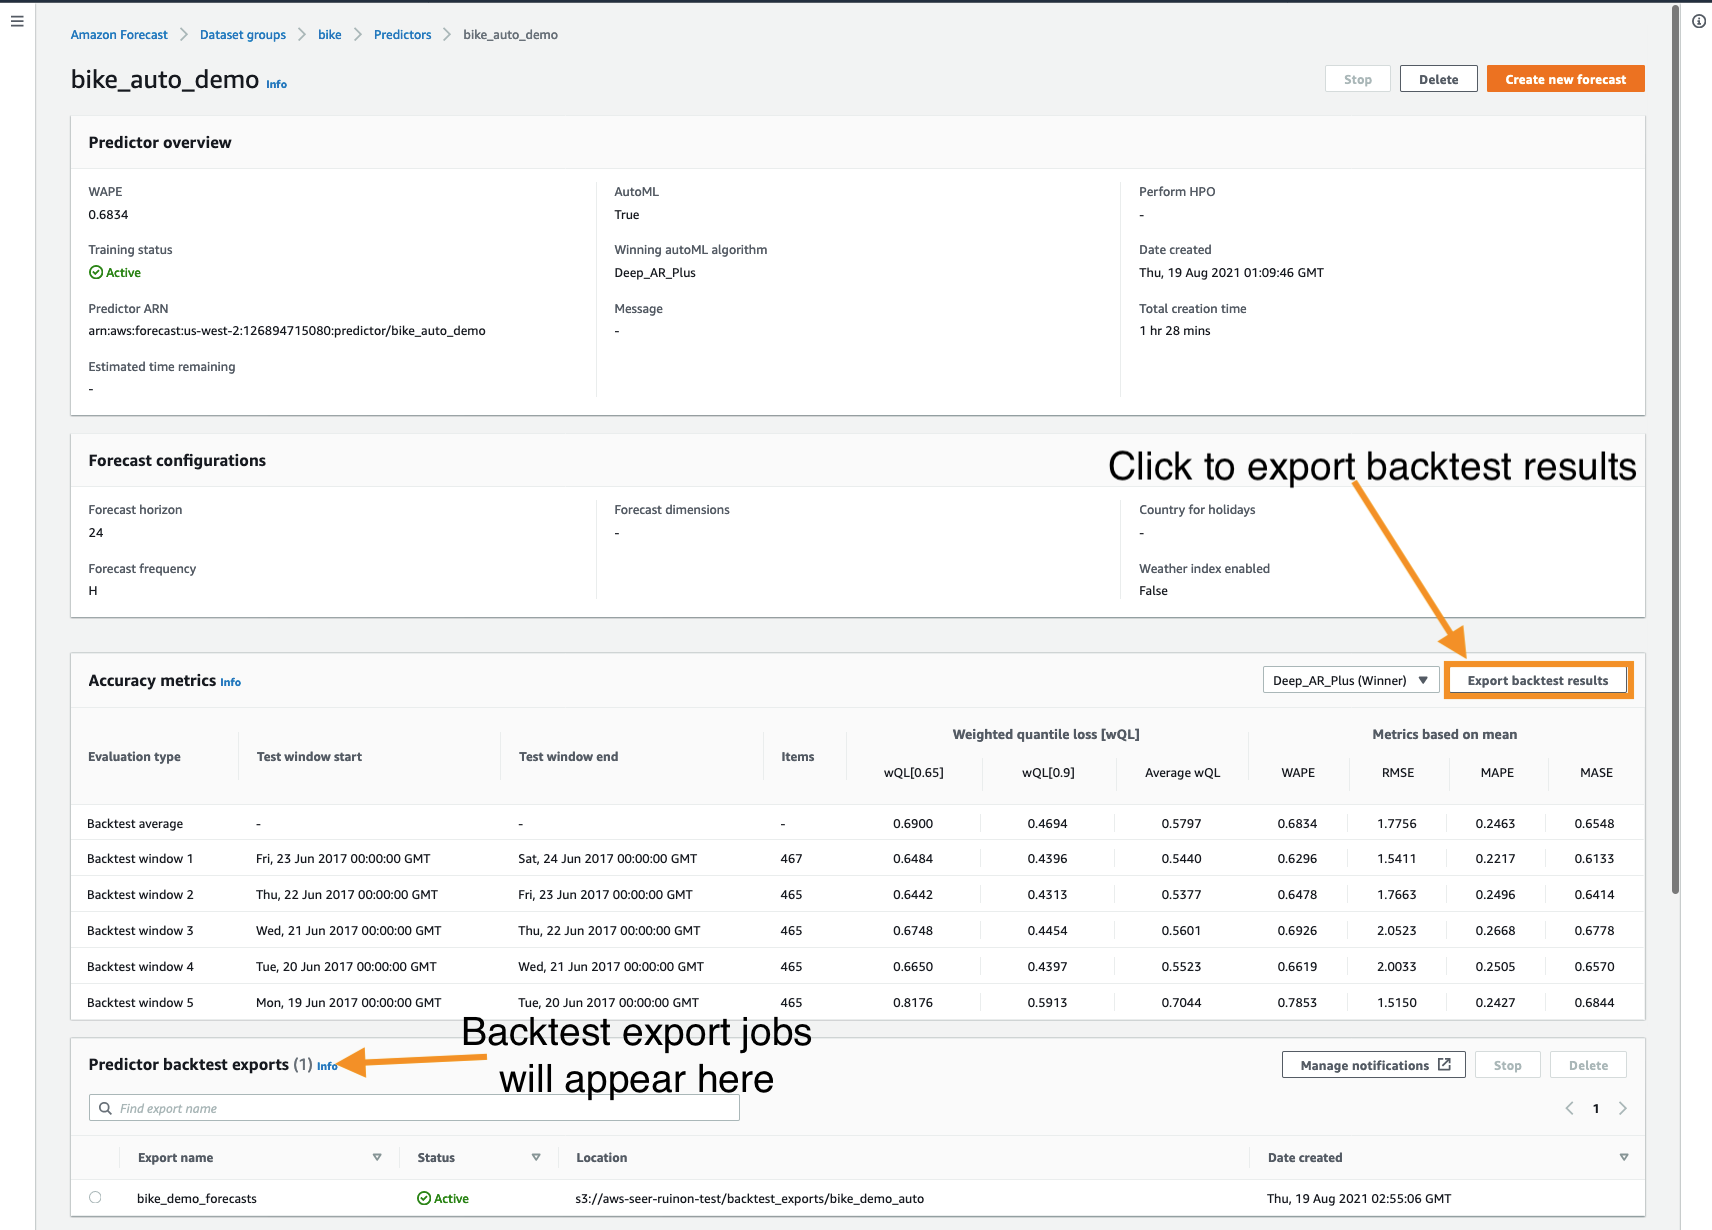 Amazon Forecast > Dataset groups > bike > Predictors > bike_auto_demo
bike_auto_demo Info
Stop Delete Create new forecast
Predictor overview
WAPE
0.6834
Training status
Active
Predictor ARN
arn:aws:forecast:us-west-2:126894715080:predictor/bike_auto_demo
Estimated time remaining
-
AutoML
True
Winning autoML algorithm
Deep_AR_Plus
Message
-
Perform HPO
-
Date created
Thu, 19 Aug 2021 01:09:46 GMT
Total creation time
1 hr 28 mins
Click to export backtest results
Forecast configurations
Forecast horizon
24
Forecast frequency
H
Forecast dimensions
-
Country for holidays
-
Weather index enabled
False
Accuracy metrics Info
Deep_AR_Plus (Winner) Export backtest results
Weighted quantile loss [wQL] Metrics based on mean
Evaluation type Test window start Test window end Items
wQL[0.65] wQL[0.9] Average wQL WAPE RMSE MAPE MASE
Backtest average - - - 0.6900 0.4694 0.5797 0.6834 1.7756 0.2463 0.6548
Backtest window 1 Fri, 23 Jun 2017 00:00:00 GMT Sat, 24 Jun 2017 00:00:00 GMT 467 0.6484 0.4396 0.5440 0.6296 1.5411 0.2217 0.6133
Backtest window 2 Thu, 22 Jun 2017 00:00:00 GMT Fri, 23 Jun 2017 00:00:00 GMT 465 0.6442 0.4313 0.5377 0.6478 1.7663 0.2496 0.6414
Backtest window 3 Wed, 21 Jun 2017 00:00:00 GMT Thu, 22 Jun 2017 00:00:00 GMT 465 0.6748 0.4454 0.5601 0.6926 2.0523 0.2668 0.6778
Backtest window 4 Tue, 20 Jun 2017 00:00:00 GMT Wed, 21 Jun 2017 00:00:00 GMT 465 0.6650 0.4397 0.5523 0.6619 2.0033 0.2505 0.6570
Backtest window 5 Mon, 19 Jun 2017 00:00:00 GMT Tue, 20 Jun 2017 00:00:00 GMT 465 0.8176 0.5913 0.7044 0.7853 1.5150 0.2427 0.6844
Backtest export jobs
will appear here
Predictor backtest exports (1) Info
Manage notifications Stop Delete
Find export name
1
Export name Status Location Date created
bike_demo_forecasts Active s3://aws-seer-ruinon-test/backtest_exports/bike_demo_auto Thu, 19 Aug 2021 02:55:06 GMT